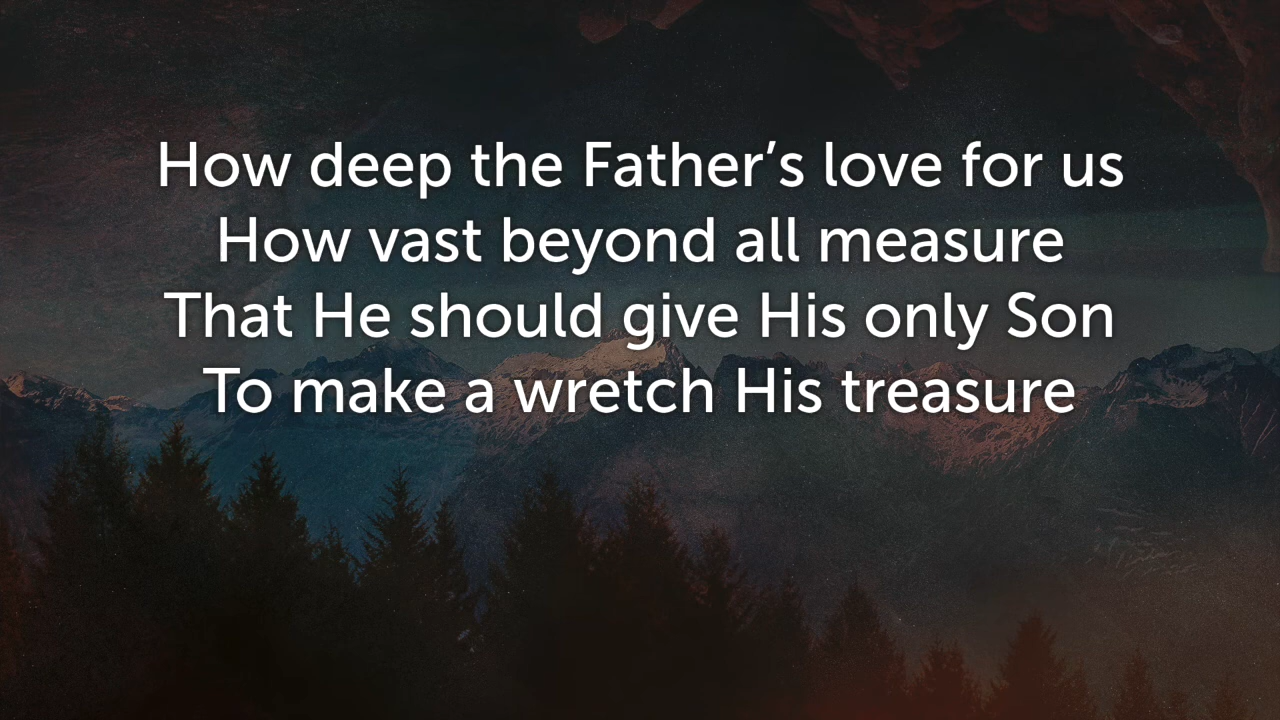 How deep the Father’s love for us
How vast beyond all measure
That He should give His only Son
To make a wretch His treasure